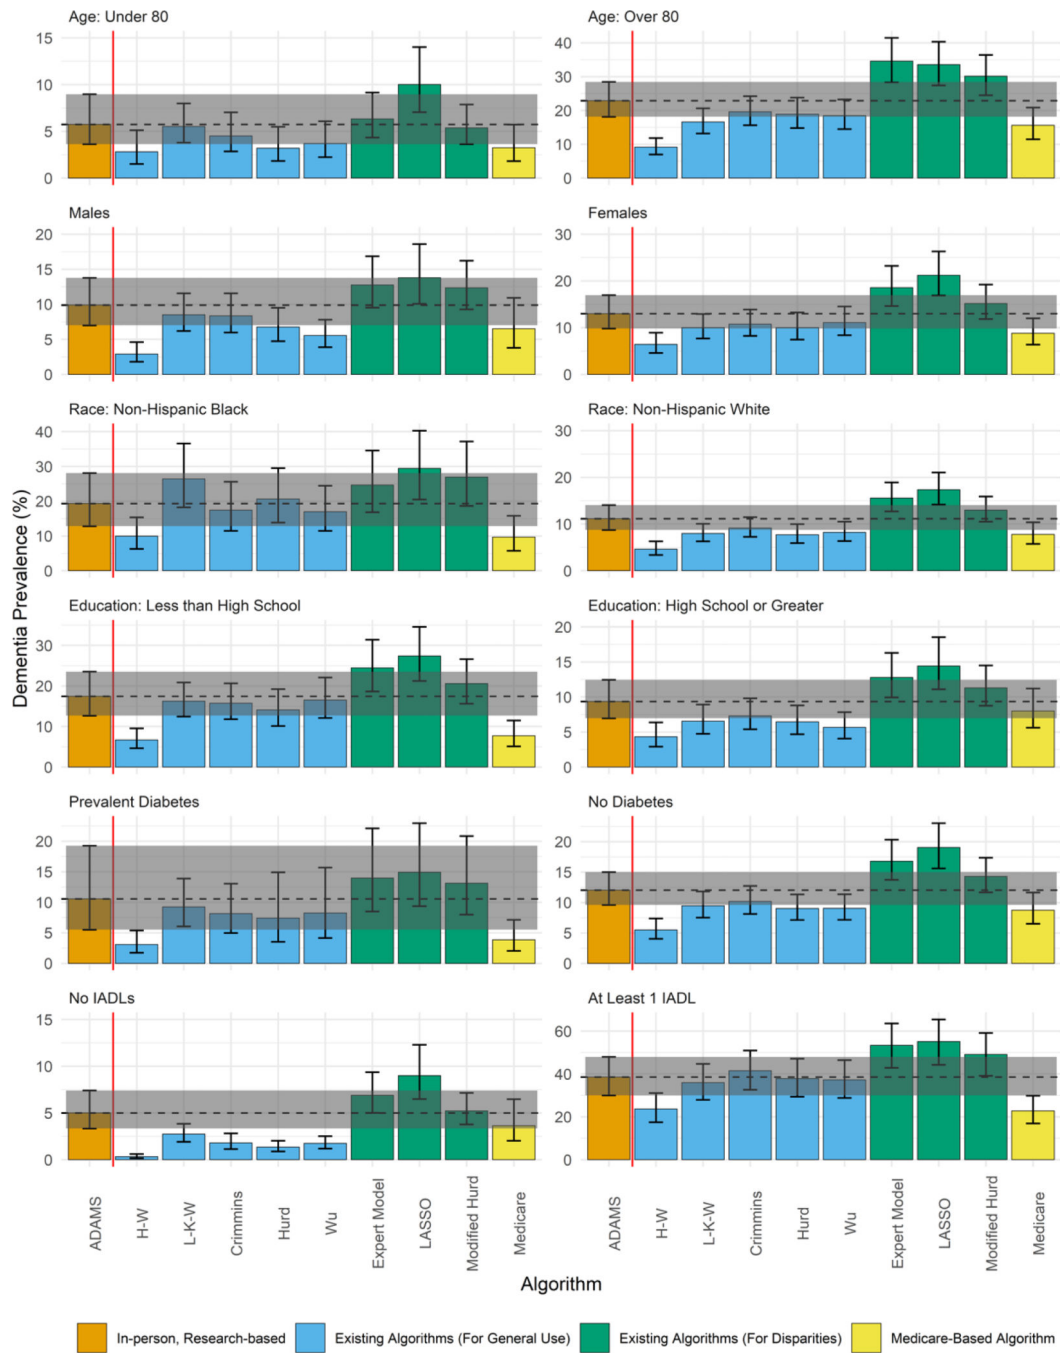 Age: Under 80
Age: Over 80
15
10
5
0
40
30
20
10
0
Males
Females
20
15
10
5
0
30
20
10
0
Race: Non-Hispanic Black
Race: Non-Hispanic White
40
30
20
10
0
30
20
10
0
Dementia Prevalence (%)
Education: Less than High School
Education: High School or Greater
30
20
10
0
20
15
10
5
0
Prevalent Diabetes
No Diabetes
20
15
10
5
0
20
15
10
5
0
No IADLs
At Least 1 IADL
15
10
5
0
60
40
20
0
ADAMS
H-W
L-K-W
Crimmins
Hurd
Wu
Expert Model
LASSO
Modified Hurd
Medicare
ADAMS
H-W
L-K-W
Crimmins
Hurd
Wu
Expert Model
LASSO
Modified Hurd
Medicare
Algorithm
In-person, Research-based
Existing Algorithms (For General Use)
Existing Algorithms (For Disparities)
Medicare-Based Algorithm